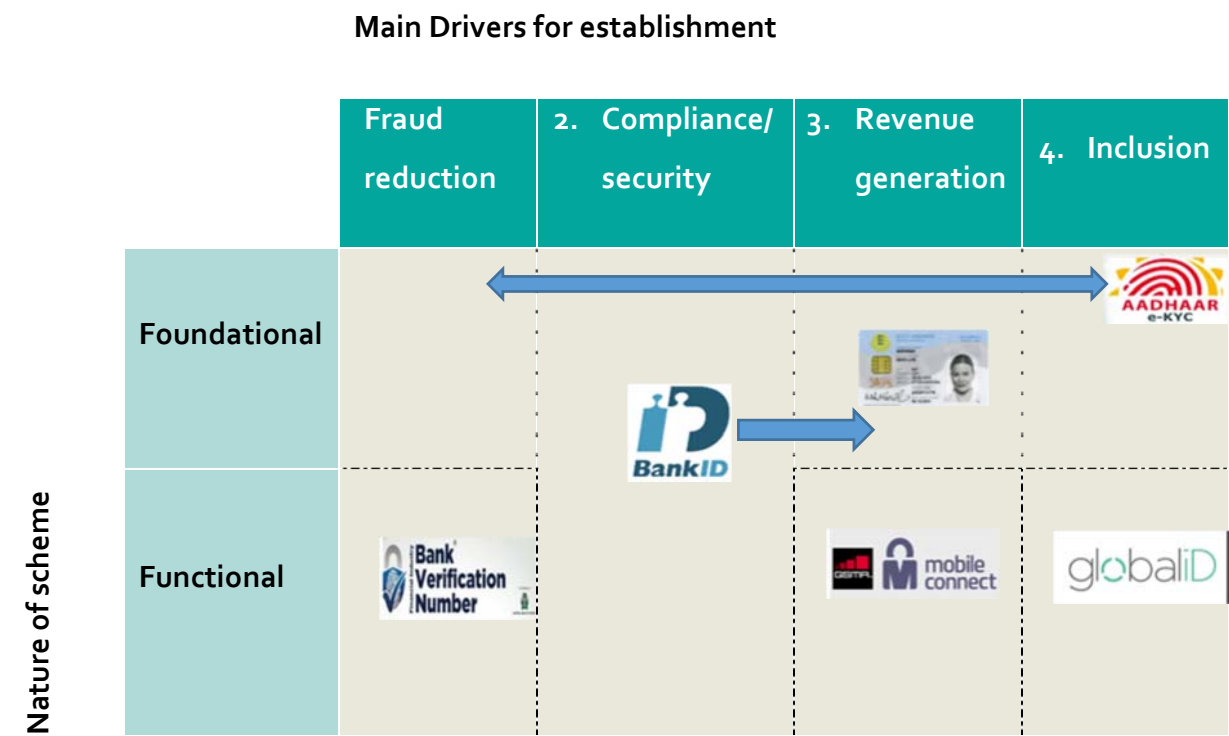 Main Drivers for establishment
Fraud
reduction
2. Compliance/
security
3. Revenue
generation
4. Inclusion
Nature of scheme
Foundational
AADHAAR
e-KYC
BankID
Functional
Bank
Verification
Number
GSMA
mobile
connect
globaliD